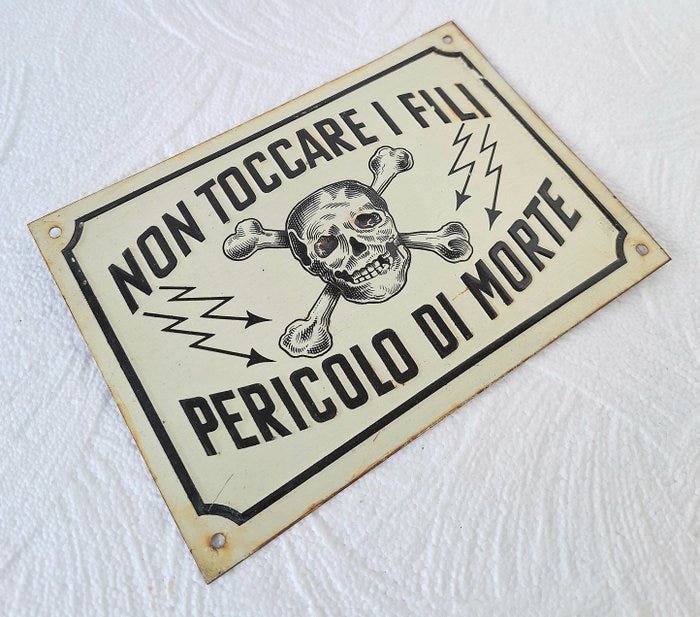 NON TOCCARE I FILI
PERICOLO DI MORTE